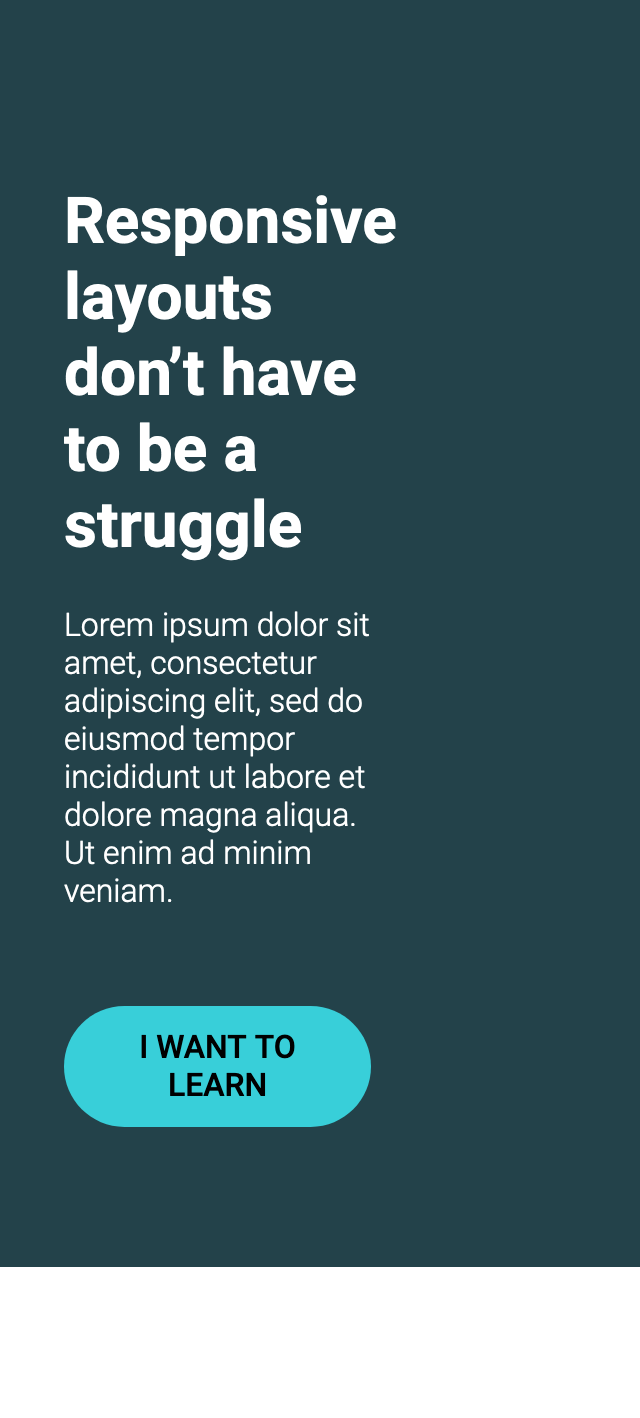 Responsive
layouts
don’t have
to be a
struggle
Lorem ipsum dolor sit
amet, consectetur
adipiscing elit, sed do
eiusmod tempor
incididunt ut labore et
dolore magna aliqua.
Ut enim ad minim
veniam.
I WANT TO
LEARN